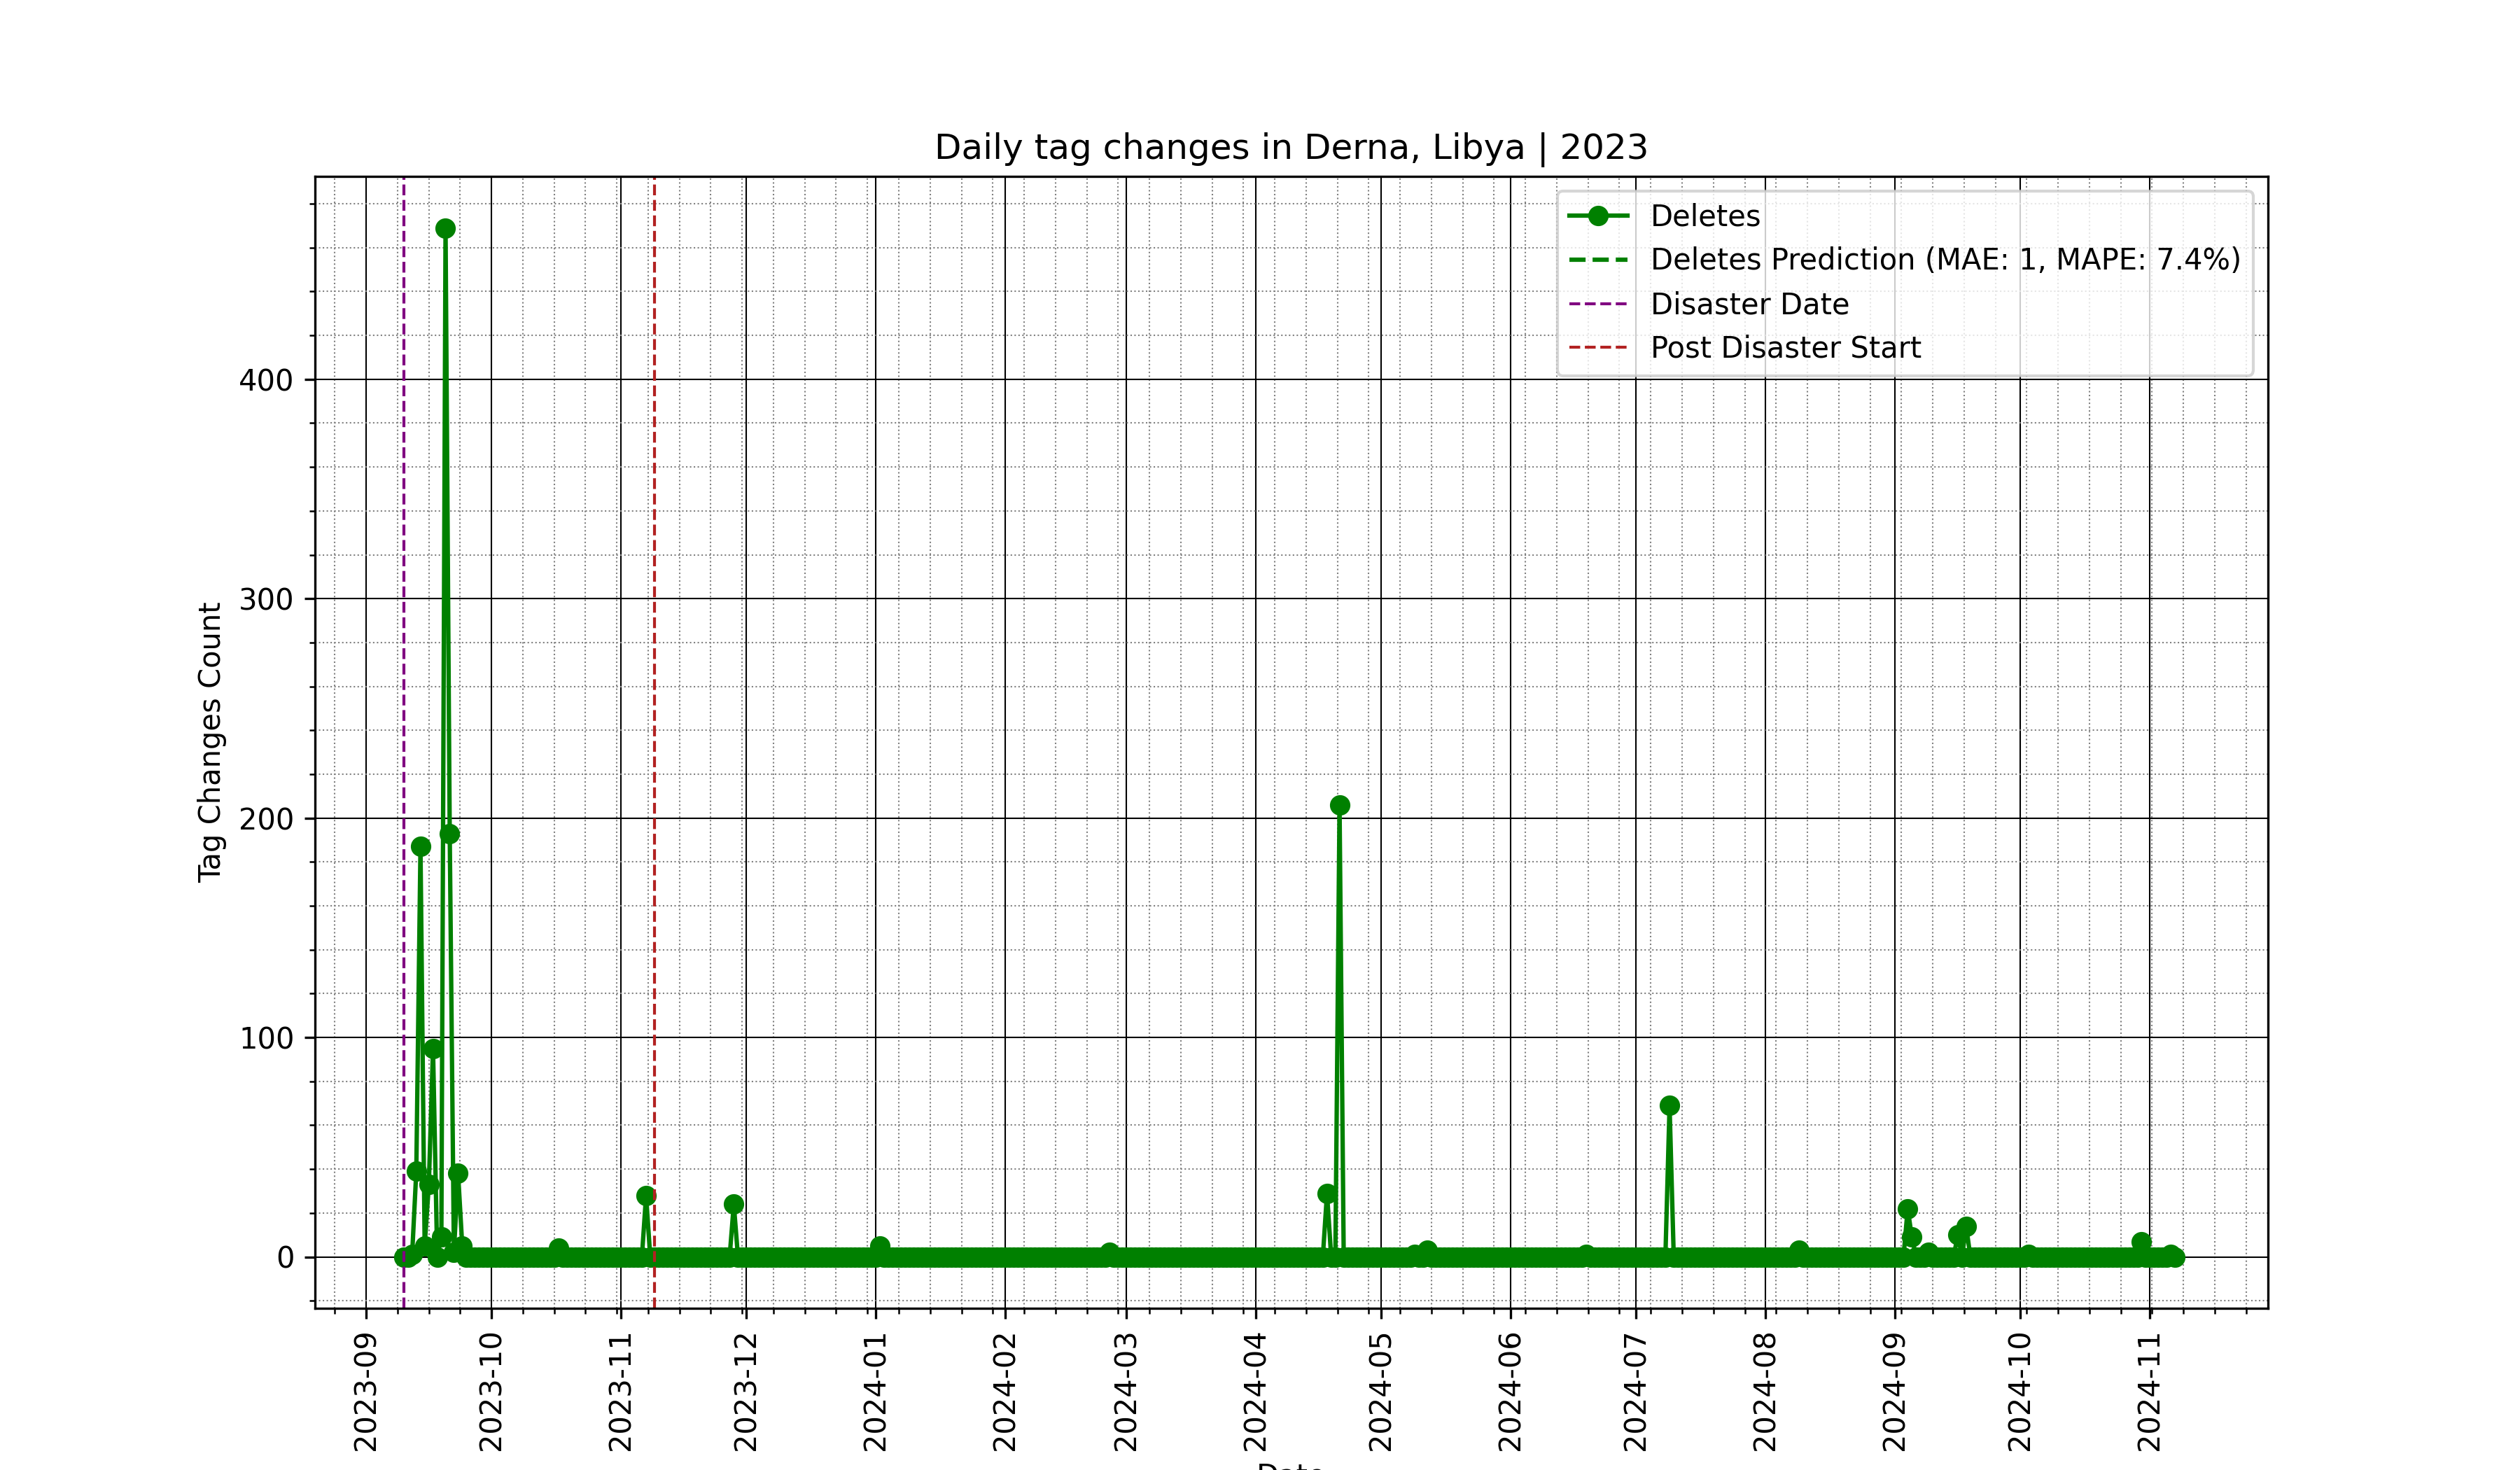 Daily tag changes in Derna, Libya | 2023
Deletes
Deletes Prediction (MAE: 1, MAPE: 7.4%)
Disaster Date
Post Disaster Start
Tag Changes Count
400
300
200
100
0
2023-09
2023-10
2023-11
2023-12
2024-01
2024-02
2024-03
2024-04
2024-05
2024-06
2024-07
2024-08
2024-09
2024-10
2024-11
Date